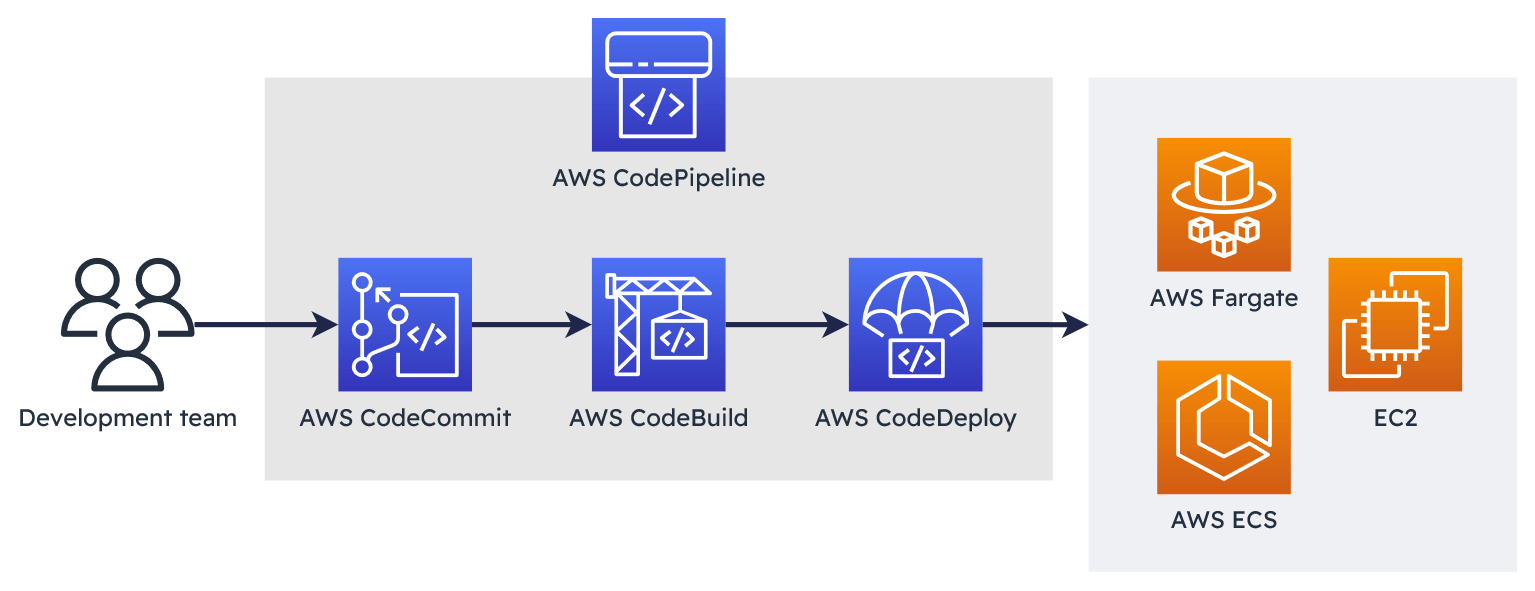 AWS CodePipeline
Development team
AWS CodeCommit
AWS CodeBuild
AWS CodeDeploy
AWS Fargate
EC2
AWS ECS